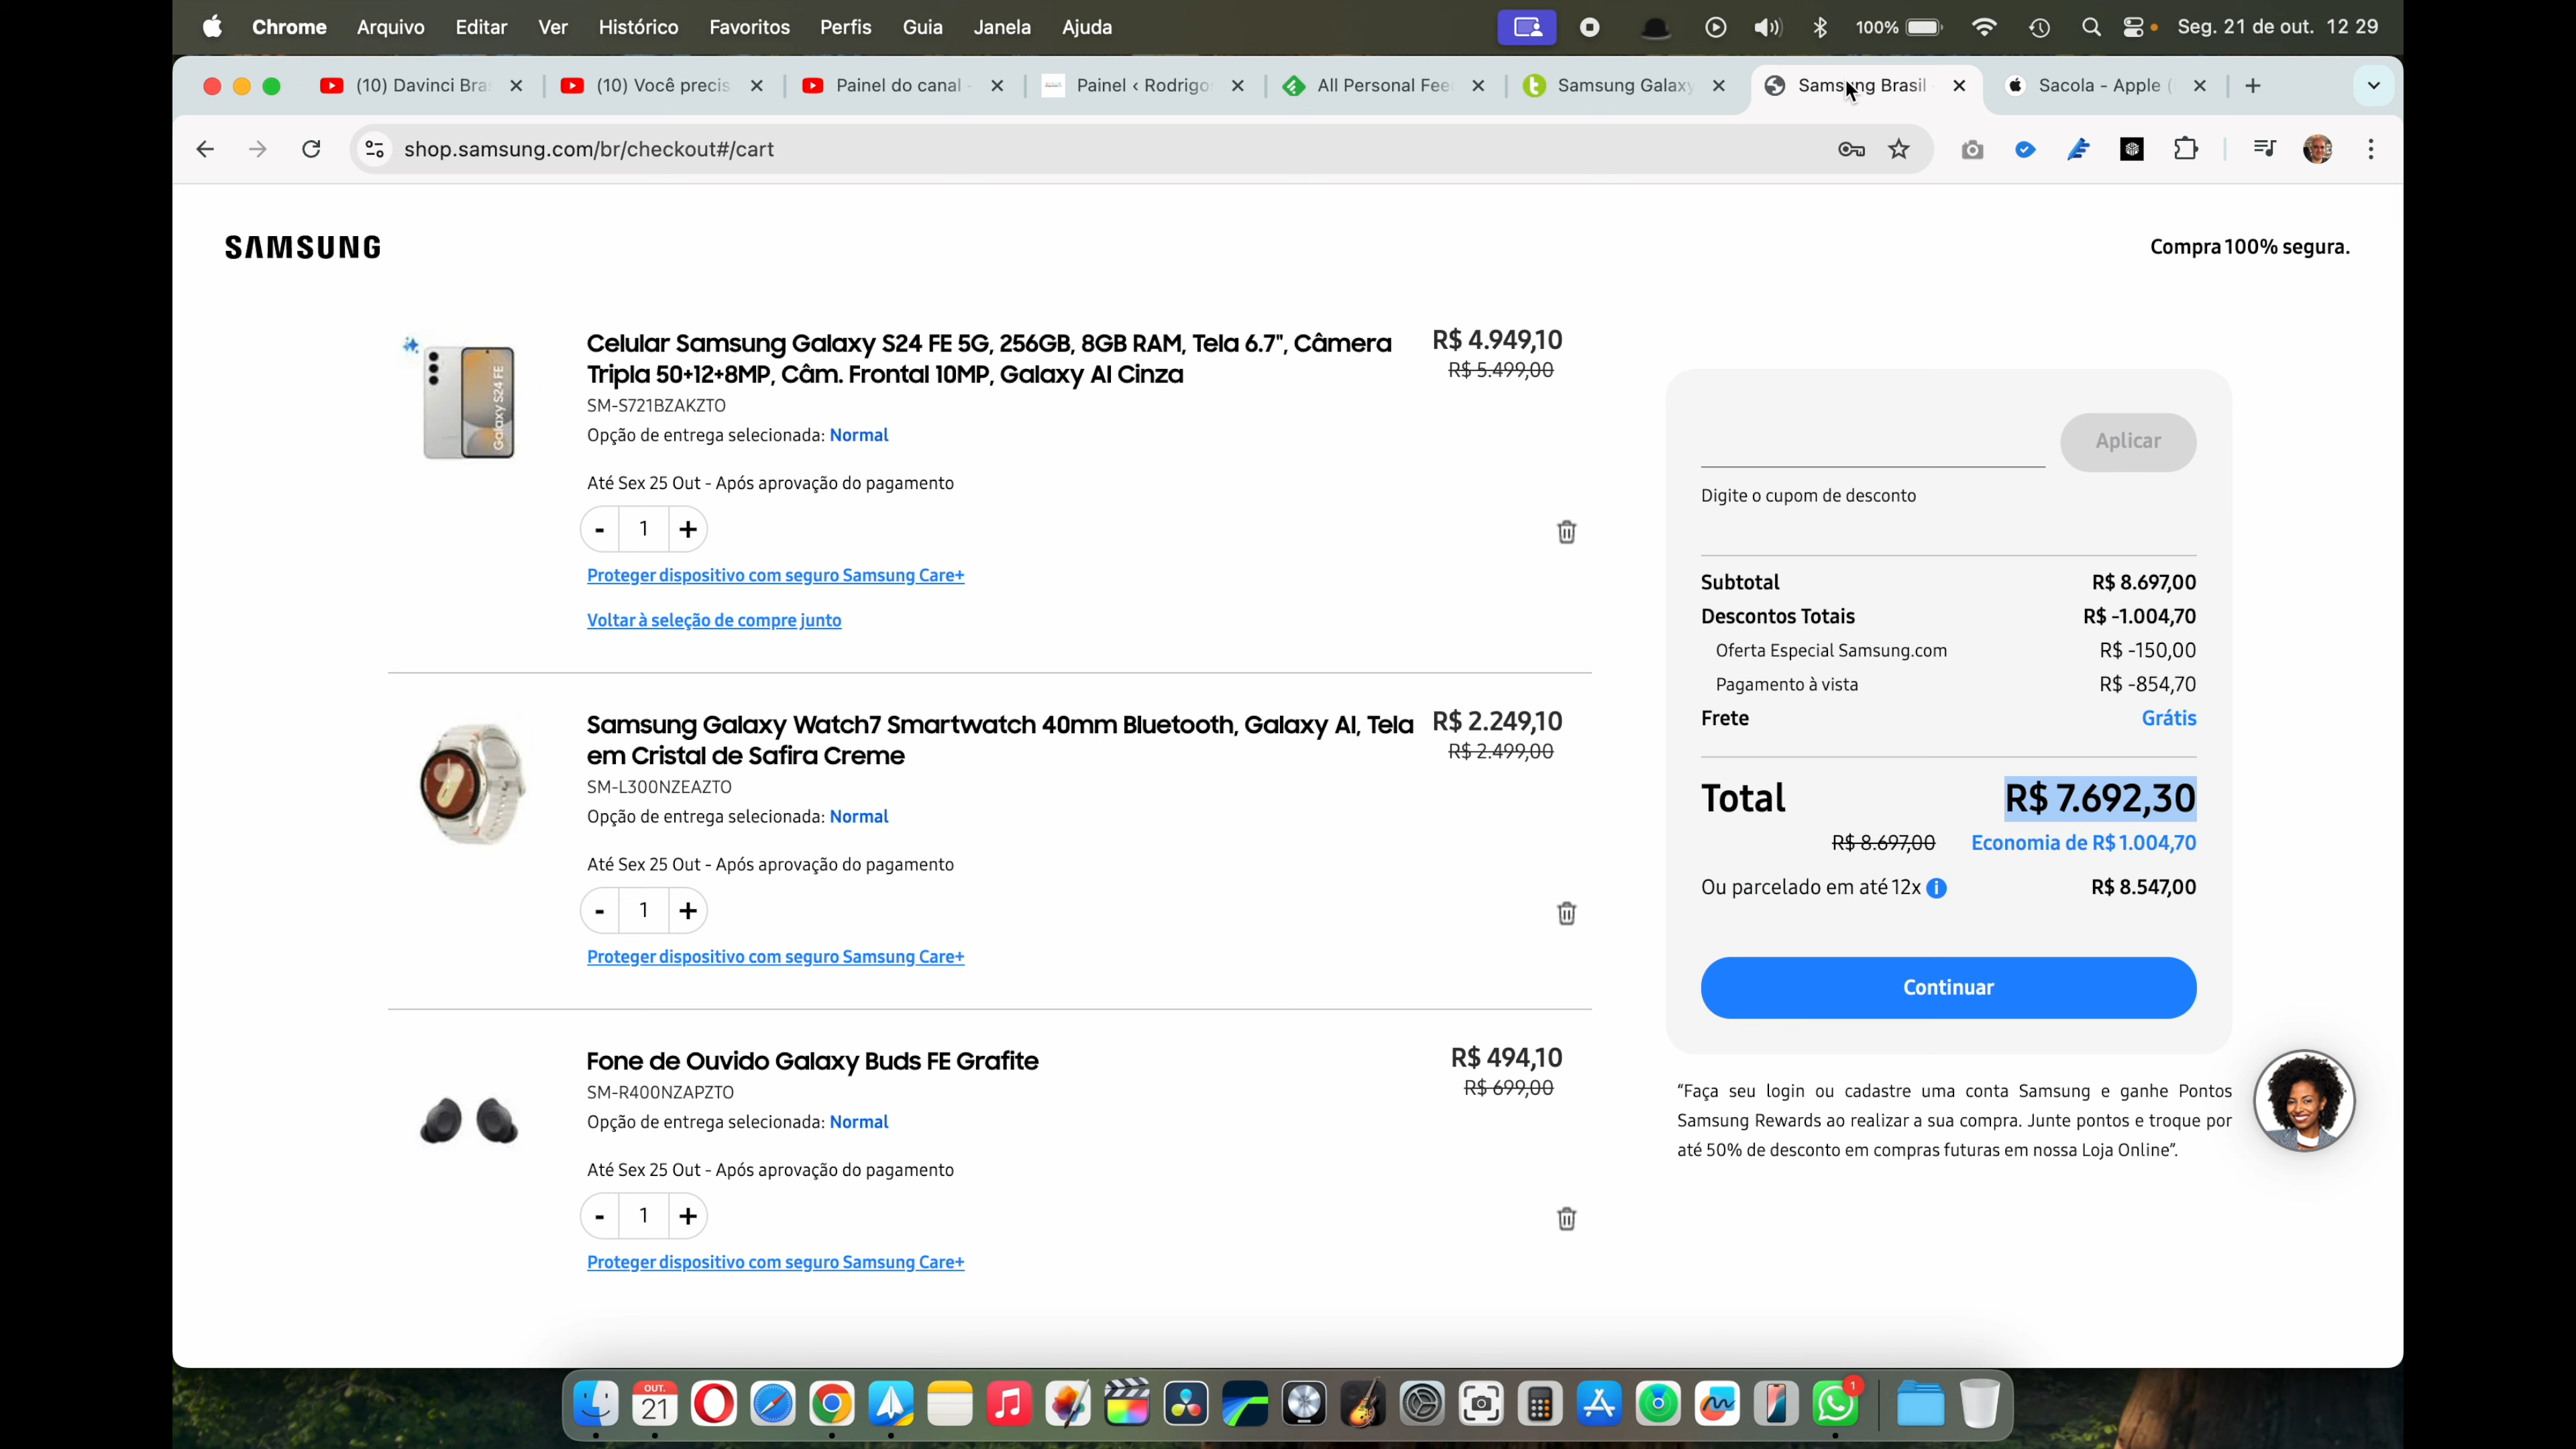 Chrome Arquivo Editar Ver Histórico Favoritos Perfis Guia Janela Ajuda
100%
Seg. 21 de out. 12 29
(10) Davinci Bra
(10) Você precis
Painel do canal -
Painel ‹ Rodrigo
All Personal Fee
Samsung Galaxy
Samsung Brasil
Sacola - Apple (
shop.samsung.com/br/checkout#/cart
SAMSUNG
Compra 100% segura.
Celular Samsung Galaxy S24 FE 5G, 256GB, 8GB RAM, Tela 6.7", Câmera
Tripla 50+12+8MP, Câm. Frontal 10MP, Galaxy AI Cinza
R$ 4.949,10
R$ 5.499,00
Galaxy S24 FE
SM-S721BZAKZTO
Opção de entrega selecionada: Normal
Até Sex 25 Out - Após aprovação do pagamento
- 1 +
Proteger dispositivo com seguro Samsung Care+
Voltar à seleção de compre junto
Samsung Galaxy Watch7 Smartwatch 40mm Bluetooth, Galaxy AI, Tela
em Cristal de Safira Creme
R$ 2.249,10
R$ 2.499,00
SM-L300NZEAZTO
Opção de entrega selecionada: Normal
Até Sex 25 Out - Após aprovação do pagamento
- 1 +
Proteger dispositivo com seguro Samsung Care+
Fone de Ouvido Galaxy Buds FE Grafite
R$ 494,10
R$ 699,00
SM-R400NZAPZTO
Opção de entrega selecionada: Normal
Até Sex 25 Out - Após aprovação do pagamento
- 1 +
Proteger dispositivo com seguro Samsung Care+
Aplicar
Digite o cupom de desconto
Subtotal R$ 8.697,00
Descontos Totais R$ -1.004,70
Oferta Especial Samsung.com R$ -150,00
Pagamento à vista R$ -854,70
Frete Grátis
Total R$ 7.692,30
R$ 8.697,00 Economia de R$ 1.004,70
Ou parcelado em até 12x i R$ 8.547,00
Continuar
“Faça seu login ou cadastre uma conta Samsung e ganhe Pontos
Samsung Rewards ao realizar a sua compra. Junte pontos e troque por
até 50% de desconto em compras futuras em nossa Loja Online”.
OUT.
21
1